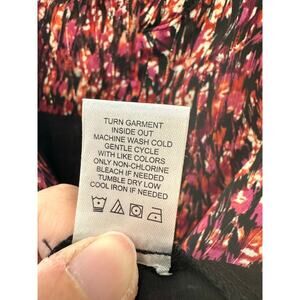 TURN GARMENT
INSIDE OUT
MACHINE WASH COLD
GENTLE CYCLE
WITH LIKE COLORS
ONLY NON-CHLORINE
BLEACH IF NEEDED
TUMBLE DRY LOW
COOL IRON IF NEEDED